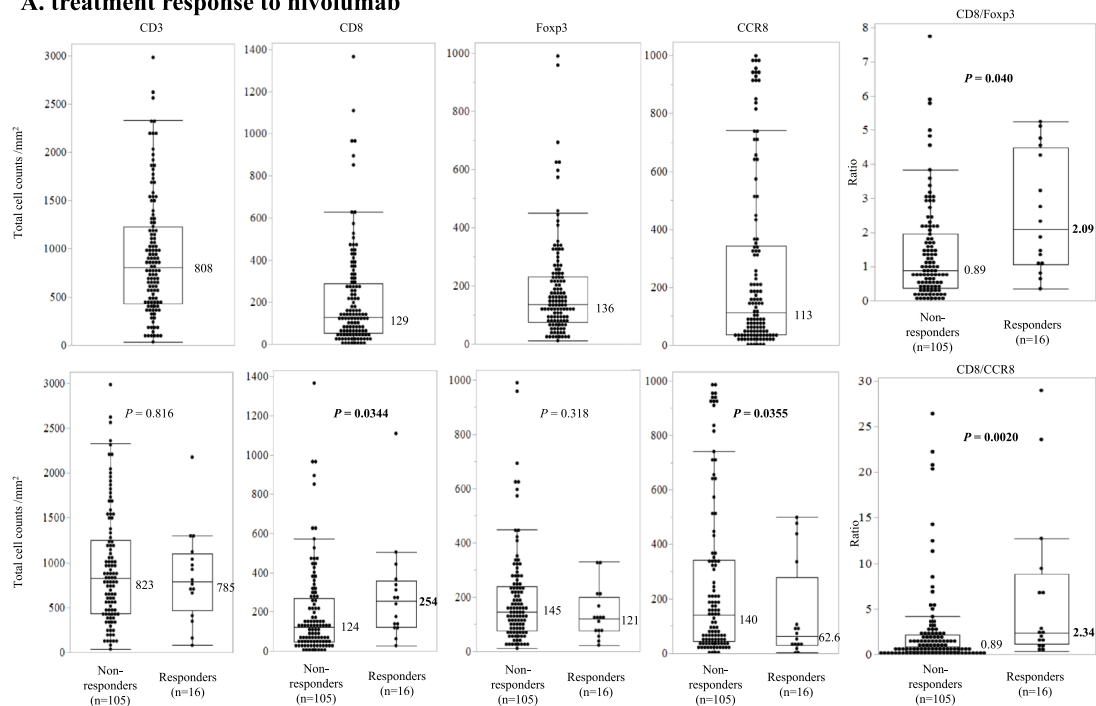 A. treatment response to nivolumab
CD3
CD8
Foxp3
CCR8
CD8/Foxp3
Total cell counts /mm²
3000
2500
2000
1500
1000
500
0
808
1400
1200
1000
800
600
400
200
0
129
1000
800
600
400
200
0
136
1000
800
600
400
200
0
113
Ratio
8
7
6
5
4
3
2
1
0
P = 0.040
0.89
2.09
Non-
responders
(n=105)
Responders
(n=16)
Total cell counts /mm²
3000
2500
2000
1500
1000
500
0
P = 0.816
823
785
Non-
responders
(n=105)
Responders
(n=16)
1400
1200
1000
800
600
400
200
0
P = 0.0344
124
254
Non-
responders
(n=105)
Responders
(n=16)
1000
800
600
400
200
0
P = 0.318
145
121
Non-
responders
(n=105)
Responders
(n=16)
1000
800
600
400
200
0
P = 0.0355
140
62.6
Non-
responders
(n=105)
Responders
(n=16)
CD8/CCR8
Ratio
30
25
20
15
10
5
0
P = 0.0020
0.89
2.34
Non-
responders
(n=105)
Responders
(n=16)